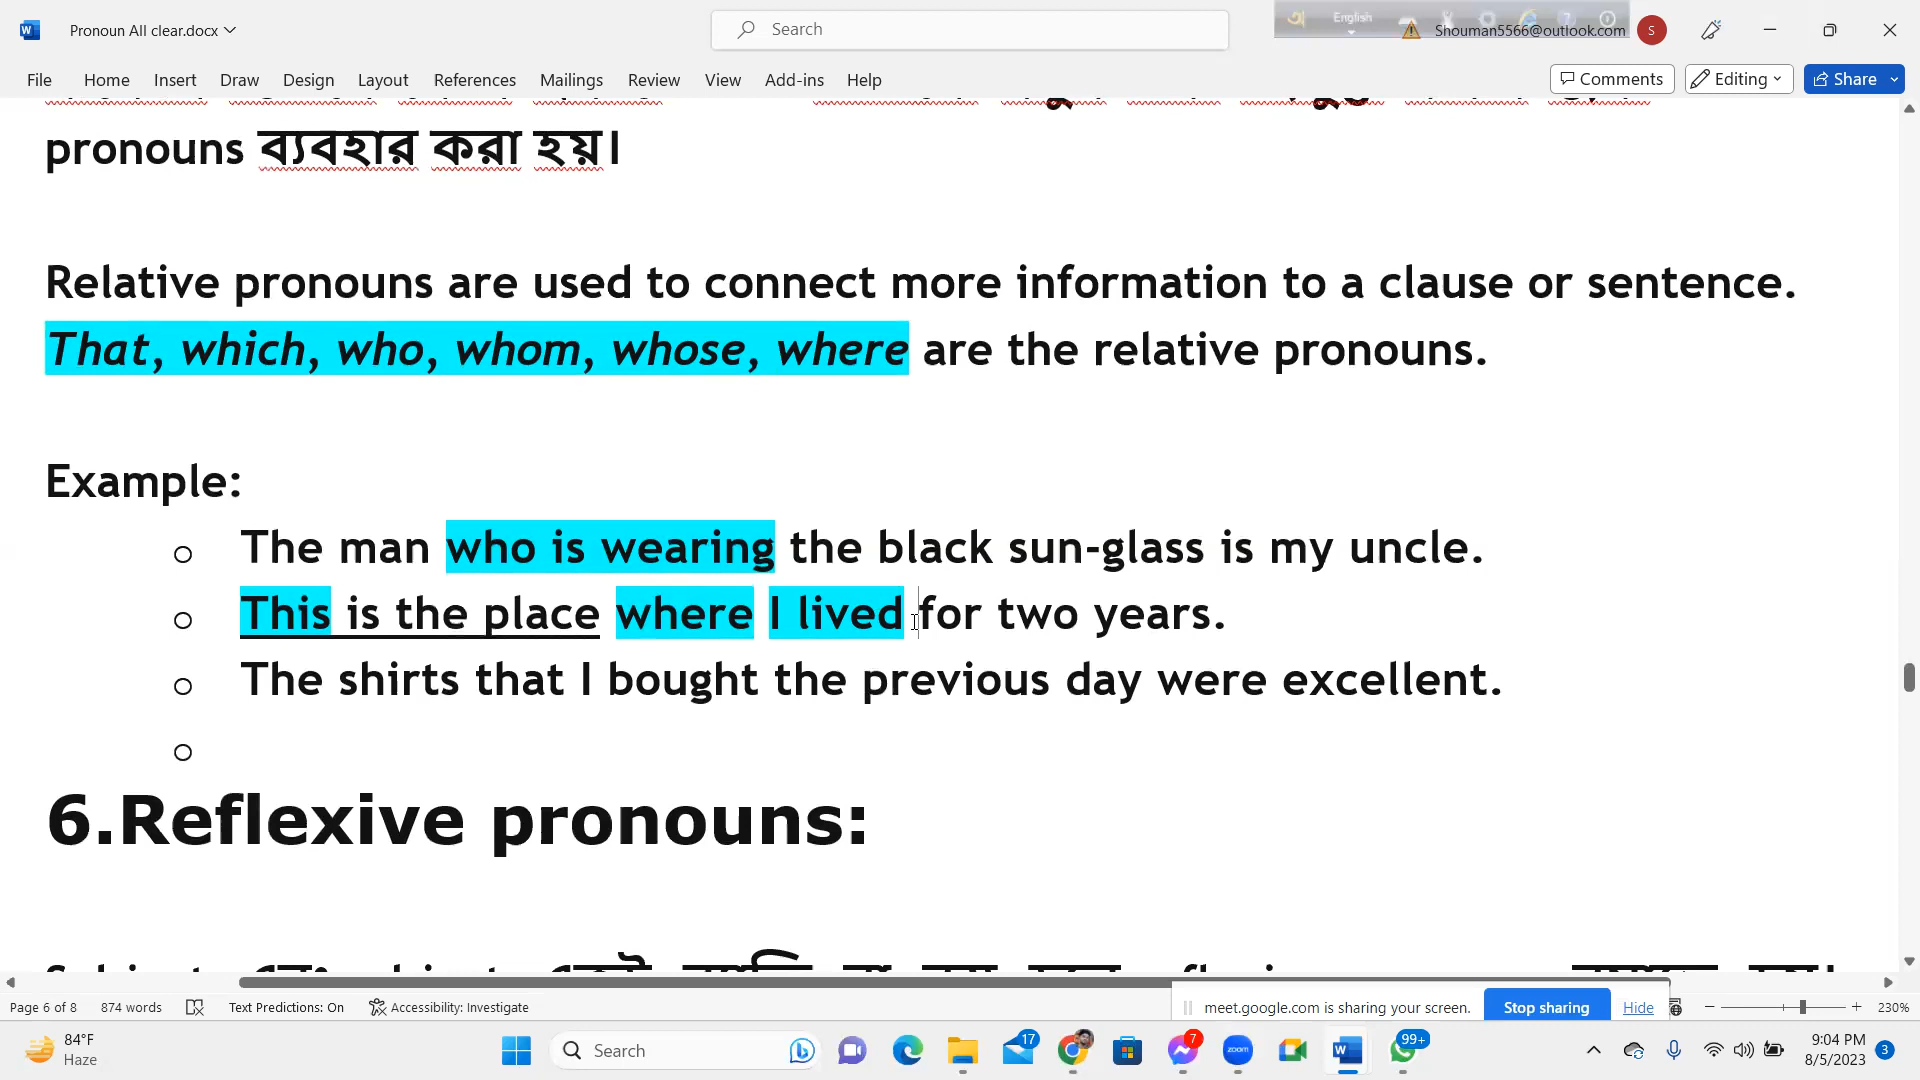 Pronoun All clear.docx
Search
English
Shouman5566@outlook.com
S
File Home Insert Draw Design Layout References Mailings Review View Add-ins Help
Comments Editing Share
pronouns ব্যবহার করা হয়।
Relative pronouns are used to connect more information to a clause or sentence.
That, which, who, whom, whose, where are the relative pronouns.
Example:
The man who is wearing the black sun-glass is my uncle.
This is the place where I lived for two years.
The shirts that I bought the previous day were excellent.
6.Reflexive pronouns:
Page 6 of 8 874 words Text Predictions: On Accessibility: Investigate
meet.google.com is sharing your screen. Stop sharing Hide
230%
84°F
Haze
Search
17
7
zoom
99+
9:04 PM
8/5/2023
3